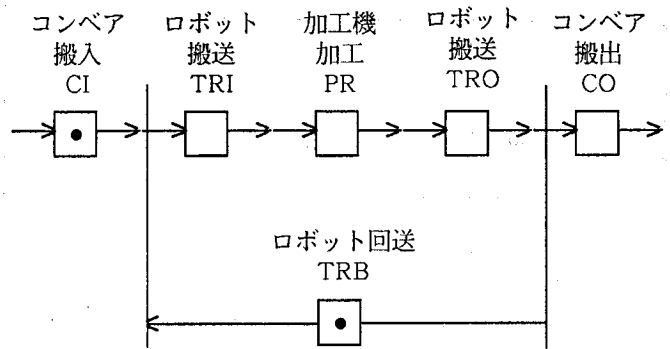 コンベア
搬入
CI
ロボット
搬送
TRI
加工機
加工
PR
ロボット
搬送
TRO
コンベア
搬出
CO
ロボット回送
TRB